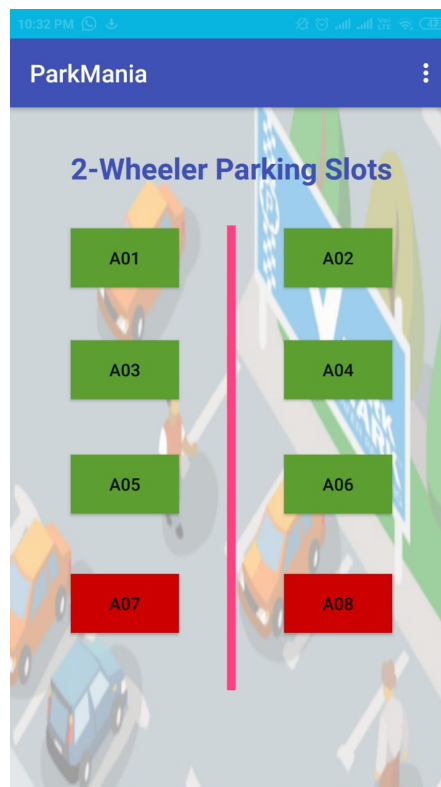 10:32 PM
ParkMania
2-Wheeler Parking Slots
A01 A02
A03 A04
A05 A06
A07 A08